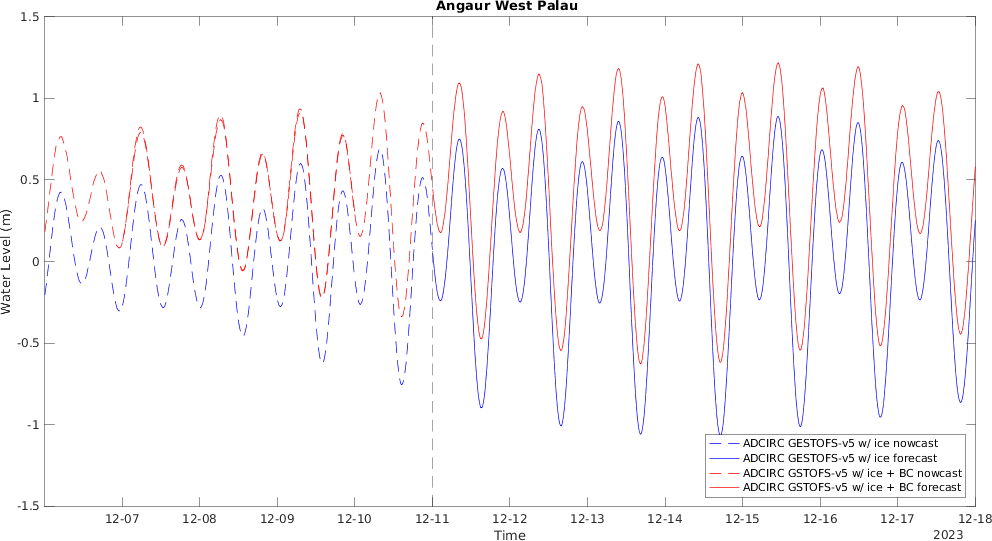 Angaur West Palau
1.5
1
0.5
0
-0.5
-1
-1.5
Water Level (m)
12-07 12-08 12-09 12-10 12-11 12-12 12-13 12-14 12-15 12-16 12-17 12-18
Time
2023
ADCIRC GESTOFS-v5 w/ ice nowcast
ADCIRC GESTOFS-v5 w/ ice forecast
ADCIRC GSTOFS-v5 w/ ice + BC nowcast
ADCIRC GSTOFS-v5 w/ ice + BC forecast